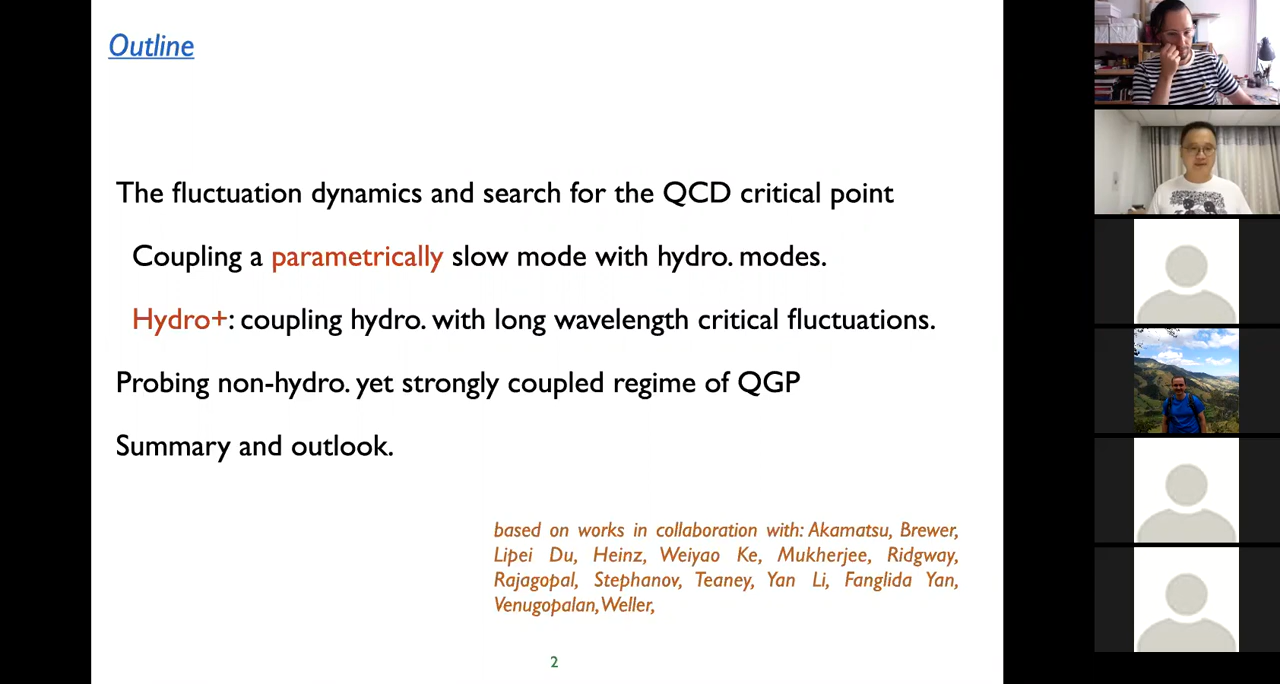 Outline
The fluctuation dynamics and search for the QCD critical point
Coupling a parametrically slow mode with hydro. modes.
Hydro+: coupling hydro. with long wavelength critical fluctuations.
Probing non-hydro. yet strongly coupled regime of QGP
Summary and outlook.
based on works in collaboration with: Akamatsu, Brewer,
Lipei Du, Heinz, Weiyao Ke, Mukherjee, Ridgway,
Rajagopal, Stephanov, Teaney, Yan Li, Fanglida Yan,
Venugopalan, Weller,
2